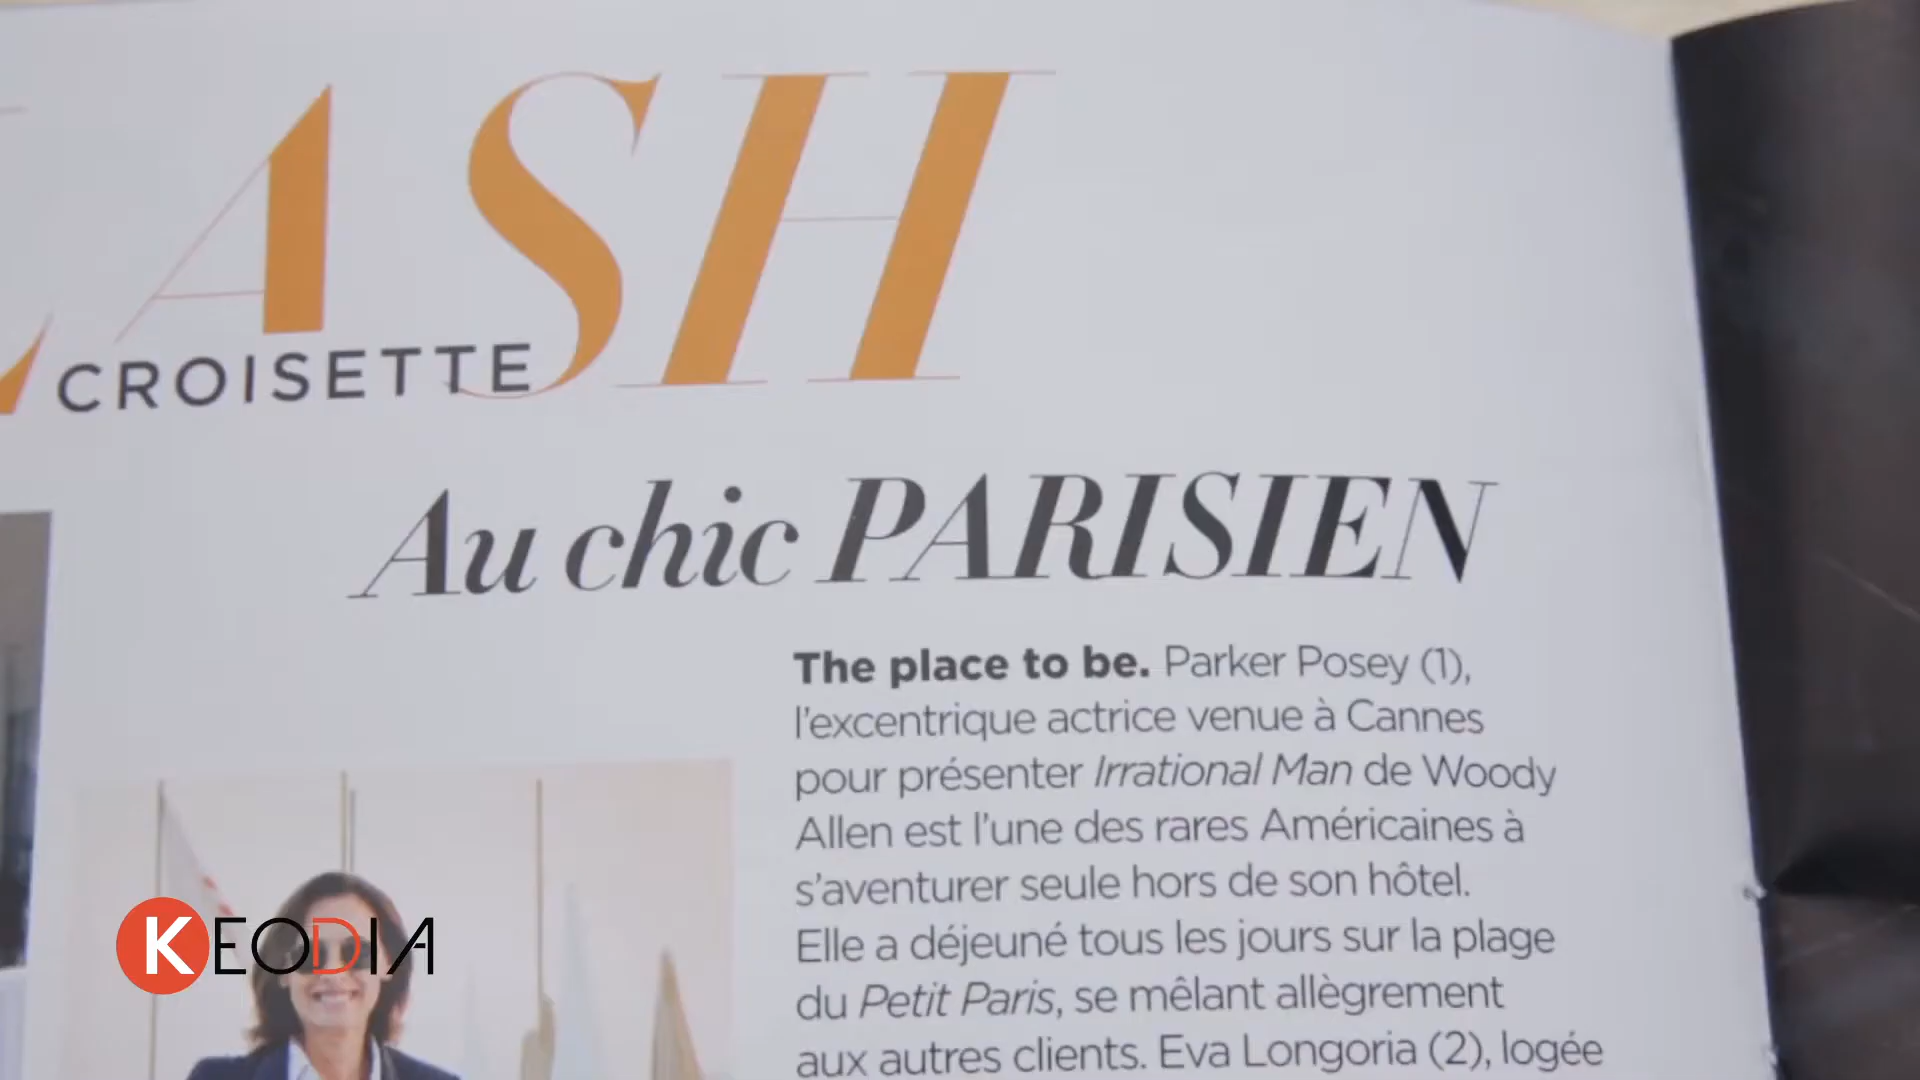 LASH
CROISETTE
Au chic PARISIEN
The place to be. Parker Posey (1),
l'excentrique actrice venue à Cannes
pour présenter Irrational Man de Woody
Allen est l'une des rares Américaines à
s'aventurer seule hors de son hôtel.
Elle a déjeuné tous les jours sur la plage
du Petit Paris, se mêlant allègrement
aux autres clients. Eva Longoria (2), logée
KEODIA